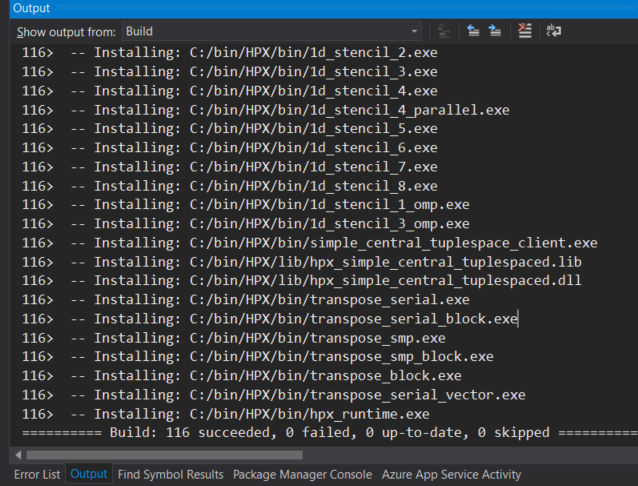 Output
Show output from: Build
116>  -- Installing: C:/bin/HPX/bin/1d_stencil_2.exe
116>  -- Installing: C:/bin/HPX/bin/1d_stencil_3.exe
116>  -- Installing: C:/bin/HPX/bin/1d_stencil_4.exe
116>  -- Installing: C:/bin/HPX/bin/1d_stencil_4_parallel.exe
116>  -- Installing: C:/bin/HPX/bin/1d_stencil_5.exe
116>  -- Installing: C:/bin/HPX/bin/1d_stencil_6.exe
116>  -- Installing: C:/bin/HPX/bin/1d_stencil_7.exe
116>  -- Installing: C:/bin/HPX/bin/1d_stencil_8.exe
116>  -- Installing: C:/bin/HPX/bin/1d_stencil_1_omp.exe
116>  -- Installing: C:/bin/HPX/bin/1d_stencil_3_omp.exe
116>  -- Installing: C:/bin/HPX/bin/simple_central_tuplespace_client.exe
116>  -- Installing: C:/bin/HPX/lib/hpx_simple_central_tuplespaced.lib
116>  -- Installing: C:/bin/HPX/bin/hpx_simple_central_tuplespaced.dll
116>  -- Installing: C:/bin/HPX/bin/transpose_serial.exe
116>  -- Installing: C:/bin/HPX/bin/transpose_serial_block.exe
116>  -- Installing: C:/bin/HPX/bin/transpose_smp.exe
116>  -- Installing: C:/bin/HPX/bin/transpose_smp_block.exe
116>  -- Installing: C:/bin/HPX/bin/transpose_block.exe
116>  -- Installing: C:/bin/HPX/bin/transpose_serial_vector.exe
116>  -- Installing: C:/bin/HPX/bin/hpx_runtime.exe
========== Build: 116 succeeded, 0 failed, 0 up-to-date, 0 skipped ==========
Error List Output Find Symbol Results Package Manager Console Azure App Service Activity